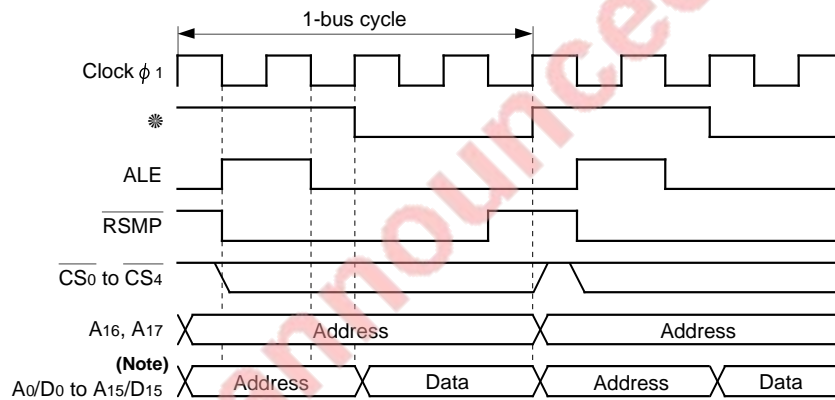 1-bus cycle
Clock ϕ 1
❊
ALE
RSMP
CS0 to CS4
A16, A17 Address Address
(Note)
A0/D0 to A15/D15 Address Data Address Data
announced